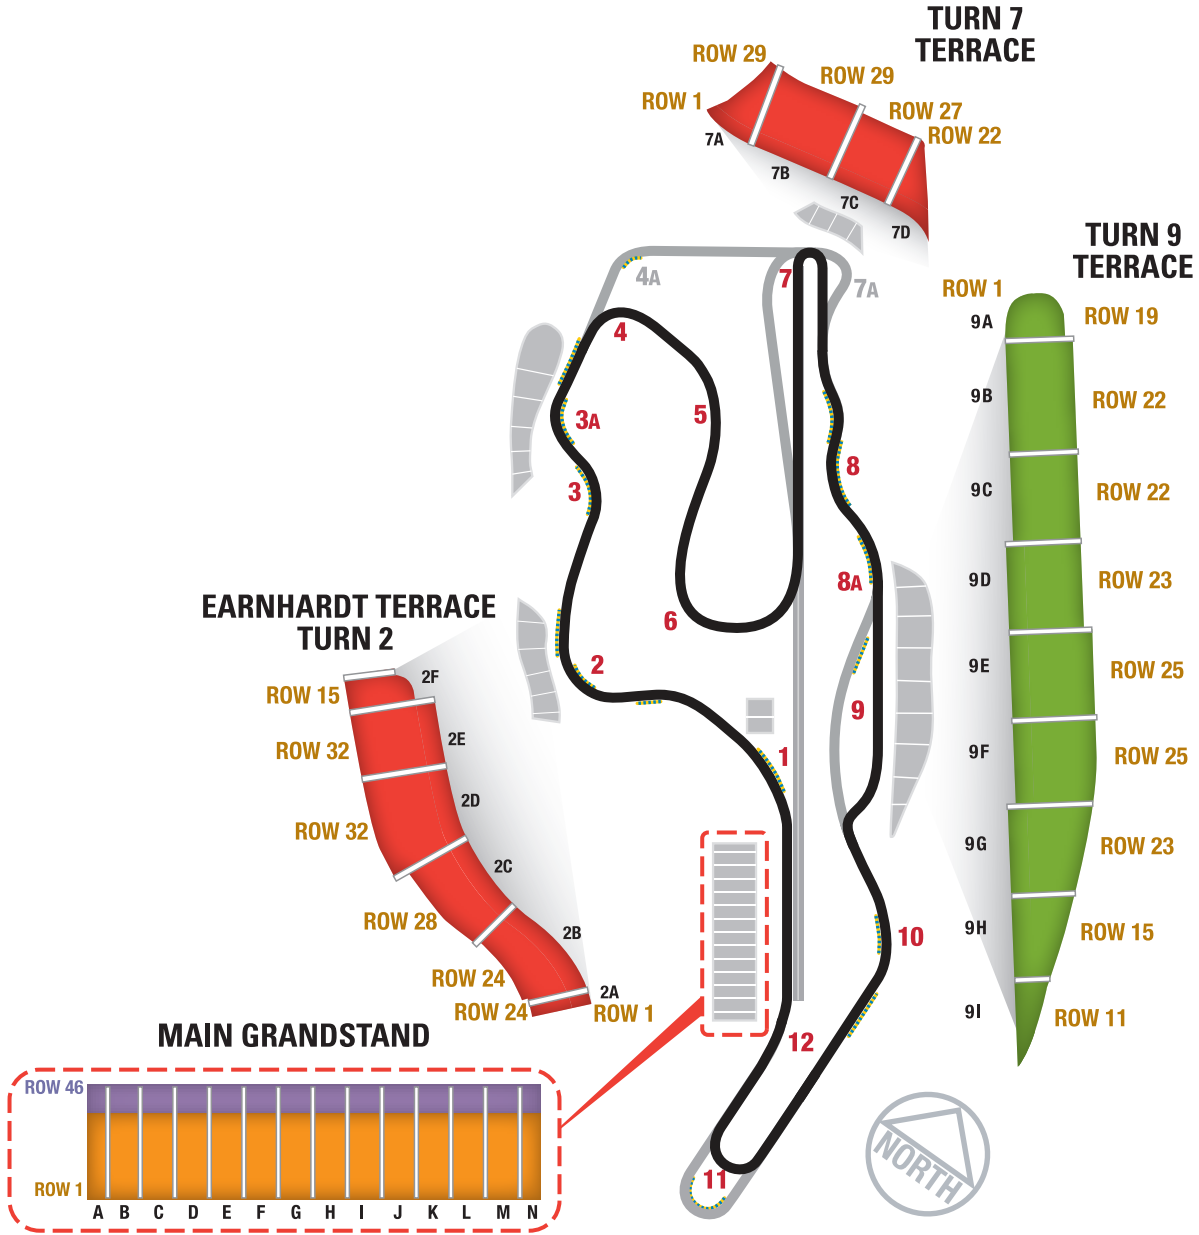 TURN 7
TERRACE
ROW 29
ROW 29
ROW 1
ROW 27
ROW 22
7A
7B
7C
7D
TURN 9
TERRACE
ROW 1
9A
ROW 19
9B
ROW 22
9C
ROW 22
9D
ROW 23
9E
ROW 25
9F
ROW 25
9G
ROW 23
9H
ROW 15
9I
ROW 11
4A
7
7A
4
3A
5
3
8
8A
6
2
9
1
10
12
11
EARNHARDT TERRACE
TURN 2
2F
ROW 15
2E
ROW 32
2D
ROW 32
2C
ROW 28
2B
ROW 24
2A
ROW 24
ROW 1
MAIN GRANDSTAND
ROW 46
ROW 1
A B C D E F G H I J K L M N
NORTH